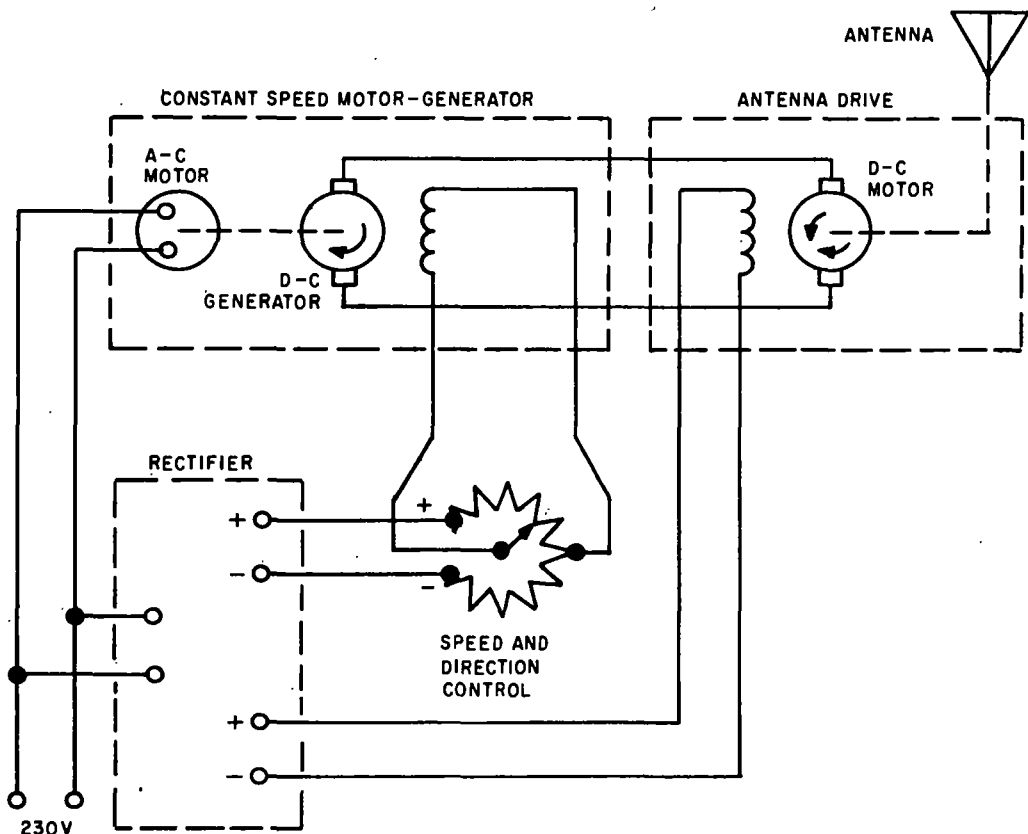 ANTENNA
CONSTANT SPEED MOTOR-GENERATOR
ANTENNA DRIVE
A-C
MOTOR
D-C
MOTOR
D-C
GENERATOR
RECTIFIER
+
+
-
-
SPEED AND
DIRECTION
CONTROL
+
-
230V